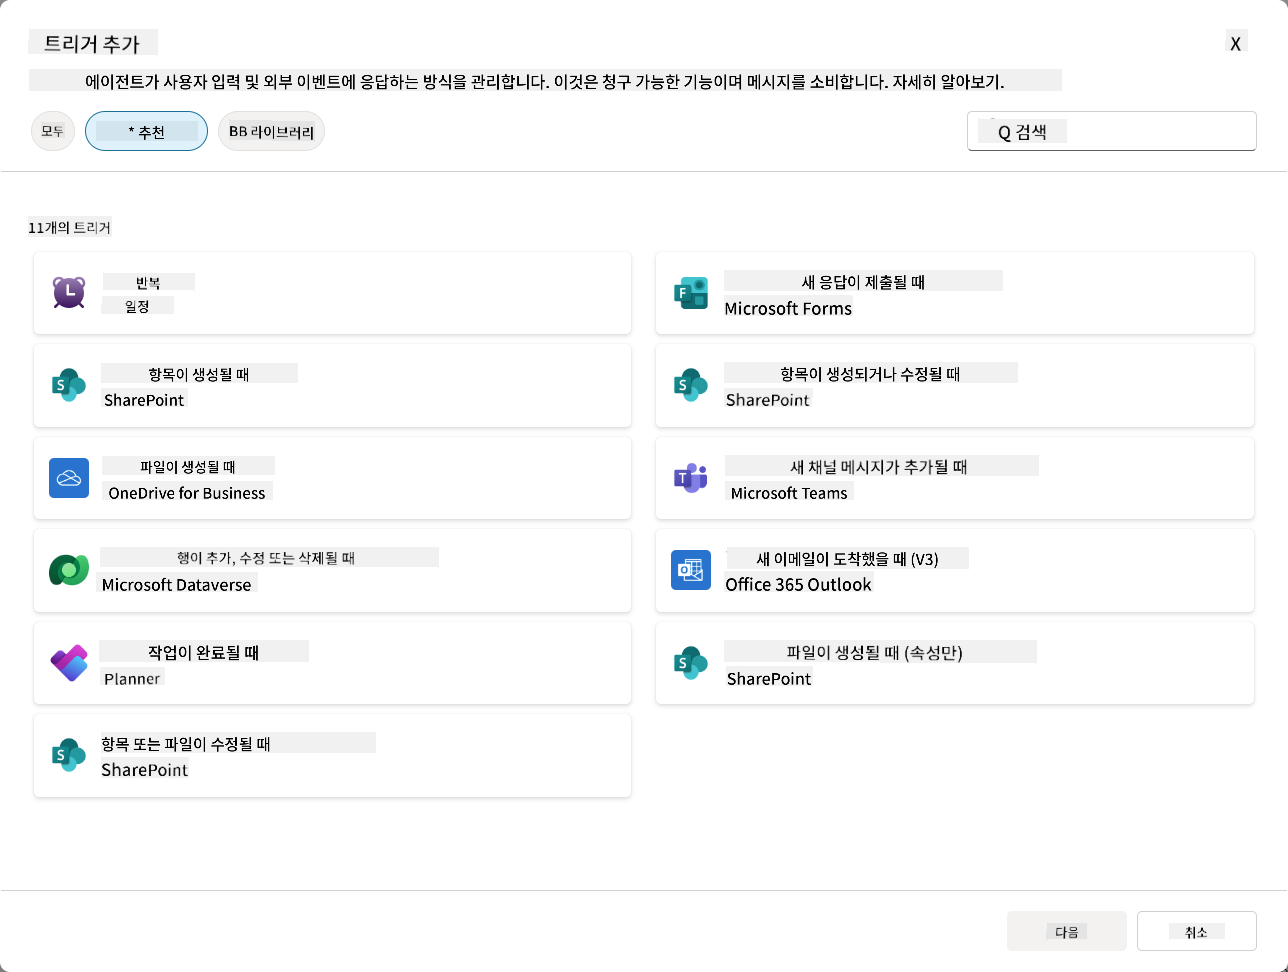 트리거 추가
X
에이전트가 사용자 입력 및 외부 이벤트에 응답하는 방식을 관리합니다. 이것은 청구 가능한 기능이며 메시지를 소비합니다. 자세히 알아보기.
모두
* 추천
BB 라이브러리
Q 검색
11개의 트리거
반복
일정
새 응답이 제출될 때
Microsoft Forms
항목이 생성될 때
SharePoint
항목이 생성되거나 수정될 때
SharePoint
파일이 생성될 때
OneDrive for Business
새 채널 메시지가 추가될 때
Microsoft Teams
행이 추가, 수정 또는 삭제될 때
Microsoft Dataverse
새 이메일이 도착했을 때 (V3)
Office 365 Outlook
작업이 완료될 때
Planner
파일이 생성될 때 (속성만)
SharePoint
항목 또는 파일이 수정될 때
SharePoint
다음
취소